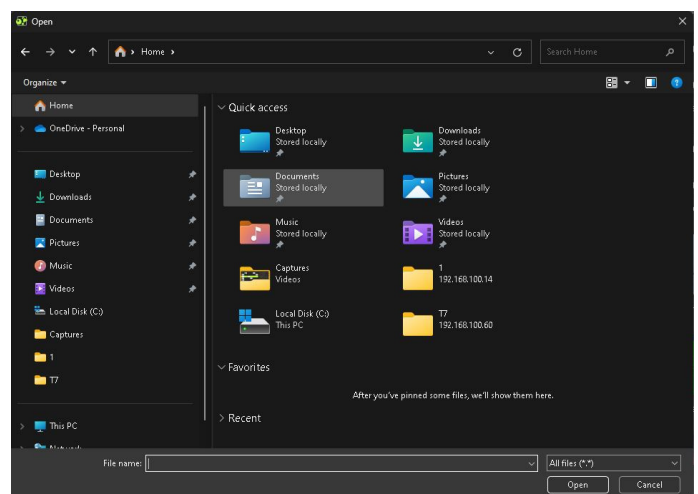 Open
Home
Search Home
Organize
Home
OneDrive - Personal
Desktop
Downloads
Documents
Pictures
Music
Videos
Local Disk (C:)
Captures
1
T7
This PC
Network
Quick access
Desktop
Stored locally
Downloads
Stored locally
Documents
Stored locally
Pictures
Stored locally
Music
Stored locally
Videos
Stored locally
Captures
Videos
1
192.168.100.14
Local Disk (C:)
This PC
T7
192.168.100.60
Favorites
After you've pinned some files, we'll show them here.
Recent
File name:
All files (*.*)
Open
Cancel